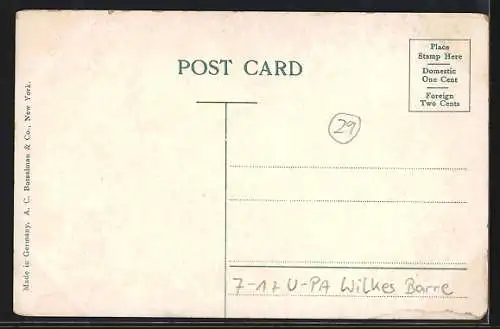 POST CARD
Place
Stamp Here
Domestic
One Cent
Foreign
Two Cents
29
7-17 U-PA Wilkes Barre
Made in Germany, A. C. Bosselman & Co., New York.